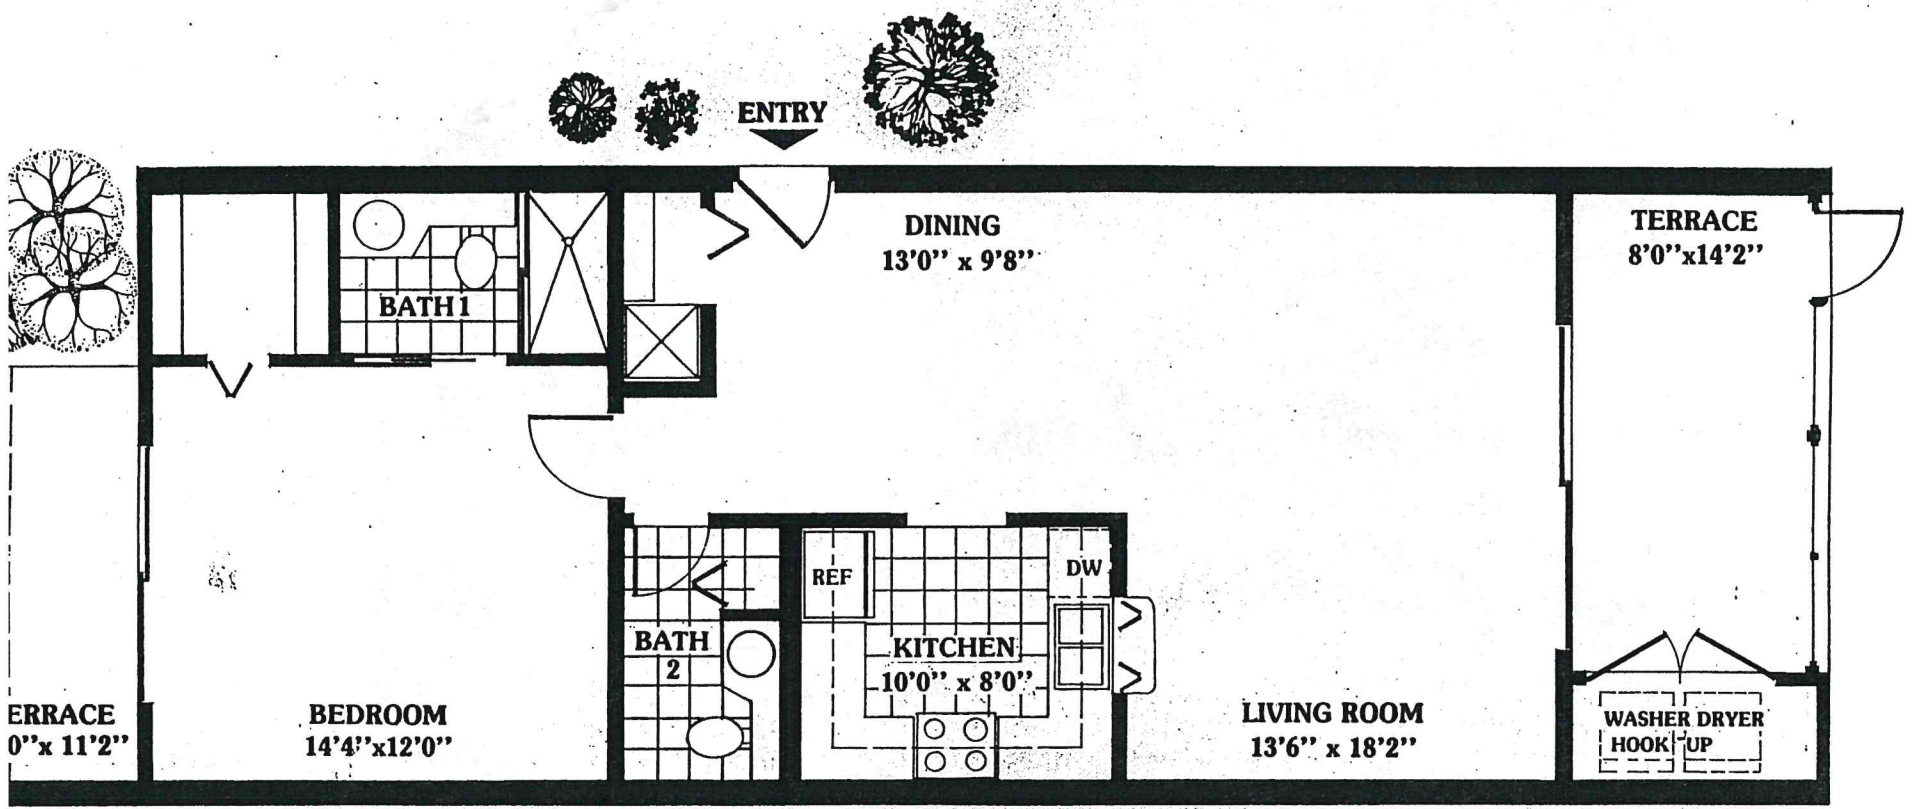 ENTRY
DINING
13'0" x 9'8"
TERRACE
8'0"x14'2"
BATH 1
REF
DW
BATH
2
KITCHEN
10'0" x 8'0"
ERRACE
0"x 11'2"
BEDROOM
14'4"x12'0"
LIVING ROOM
13'6" x 18'2"
WASHER DRYER
HOOK-UP